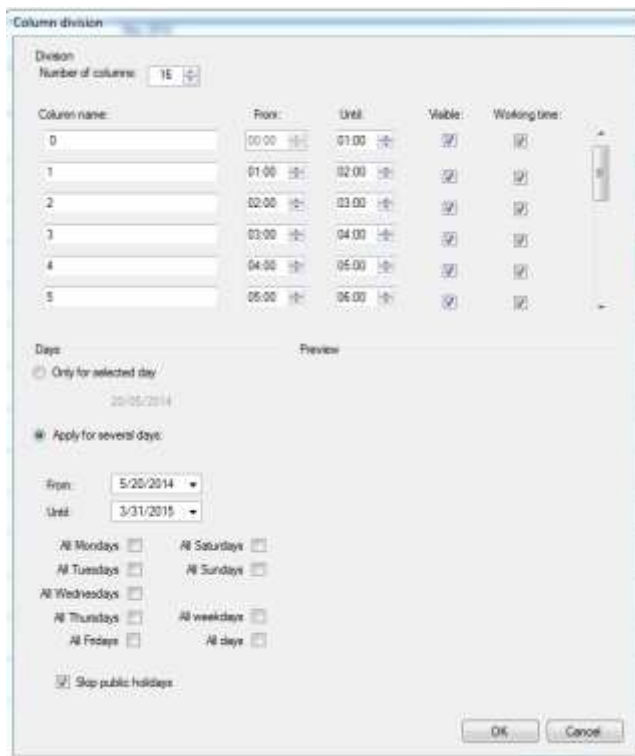 Column division
Division
Number of columns: 16
Column name: From: Until: Visible: Working time:
0 00:00 01:00
1 01:00 02:00
2 02:00 03:00
3 03:00 04:00
4 04:00 05:00
5 05:00 06:00
Days Preview
Only for selected day
20/05/2014
Apply for several days:
From: 5/20/2014
Until: 3/31/2015
All Mondays All Saturdays
All Tuesdays All Sundays
All Wednesdays
All Thursdays All weekdays
All Fridays All days
Skip public holidays
OK Cancel